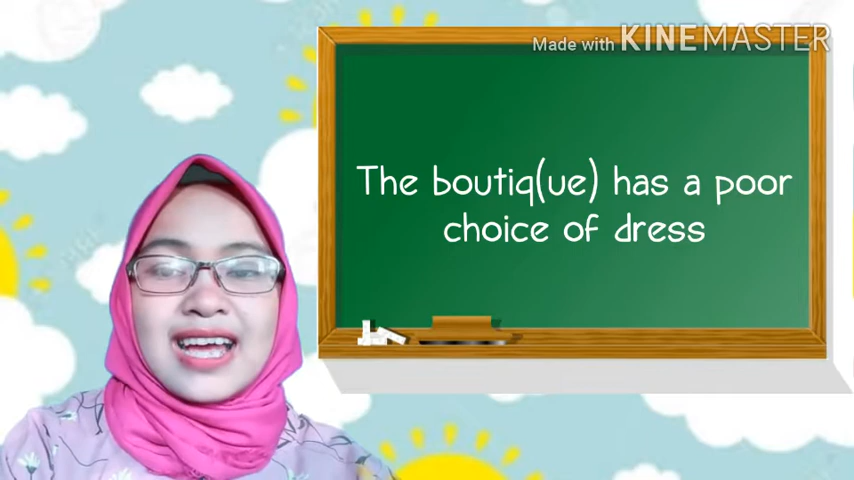 Made with KINEMASTER
The boutiq(ue) has a poor
choice of dress